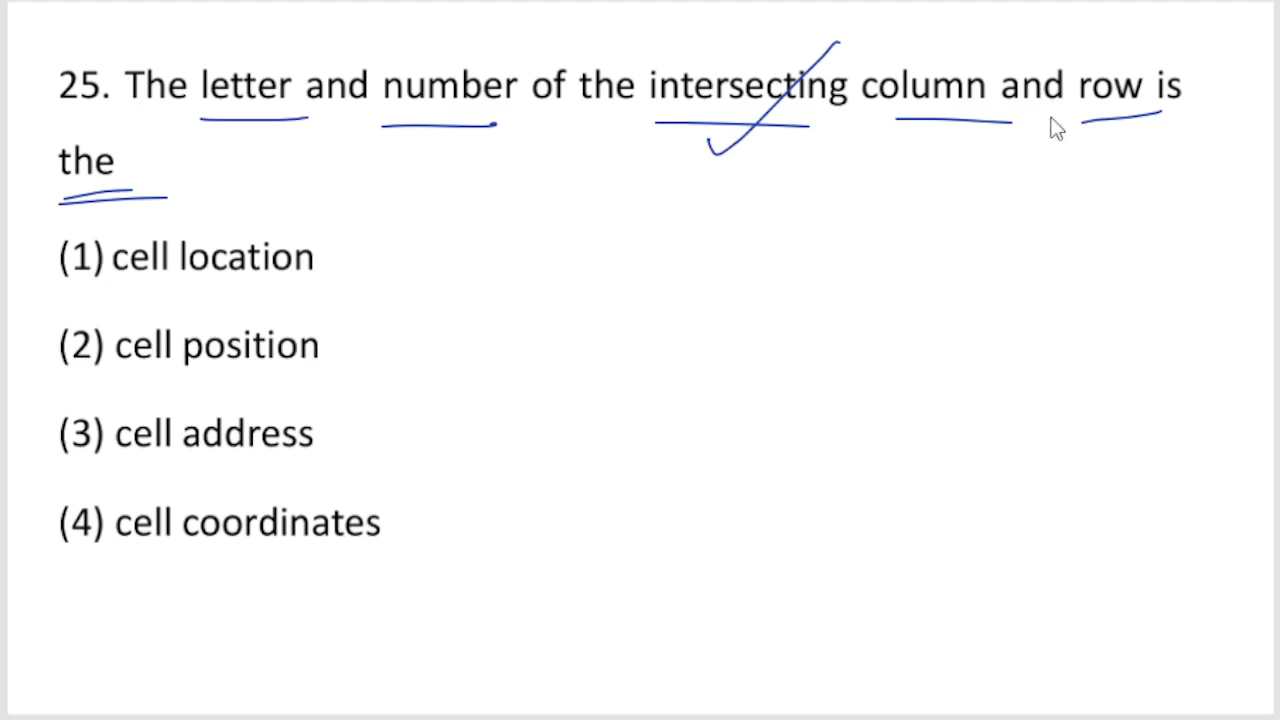 25. The letter and number of the intersecting column and row is
the
(1) cell location
(2) cell position
(3) cell address
(4) cell coordinates